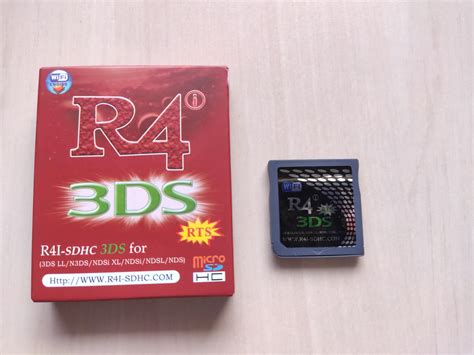 WiFi
R4i
3DS
RTS
R4I-SDHC 3DS for
(3DS LL/N3DS/NDSi XL/NDSi/NDSL/NDS)
micro
SD
HC
Http://WWW.R4I-SDHC.COM
WiFi
R4
3DS
WWW.R4I-SDHC.COM